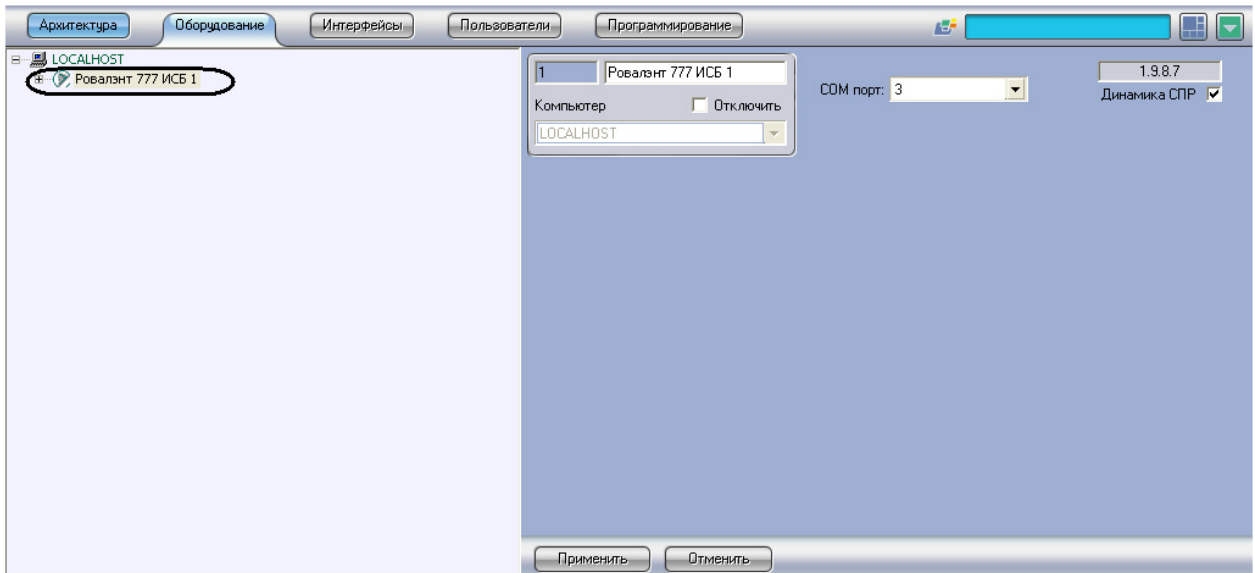 Архитектура Оборудование Интерфейсы Пользователи Программирование
LOCALHOST
Ровалэнт 777 ИСБ 1
1 Ровалэнт 777 ИСБ 1
Компьютер Отключить
LOCALHOST
COM порт: 3
1.9.8.7
Динамика СПР
Применить Отменить